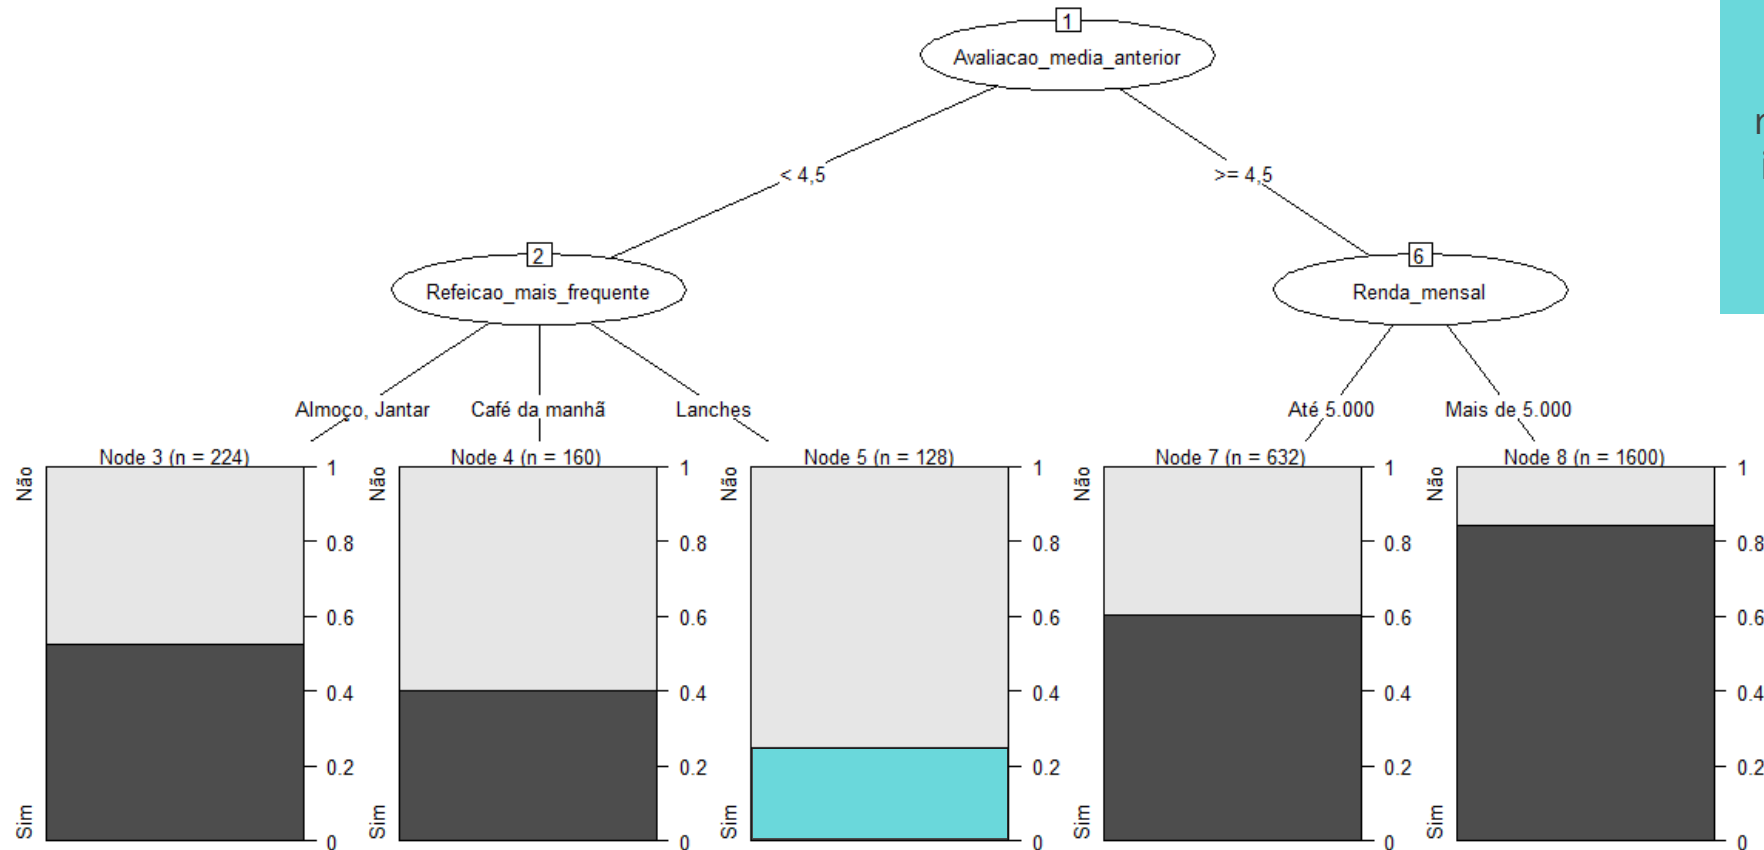 1
Avaliacao_media_anterior
< 4,5
>= 4,5
2
Refeicao_mais_frequente
6
Renda_mensal
Almoço, Jantar
Café da manhã
Lanches
Até 5.000
Mais de 5.000
Node 3 (n = 224)
Não
Sim
1
0.8
0.6
0.4
0.2
0
Node 4 (n = 160)
Não
Sim
1
0.8
0.6
0.4
0.2
0
Node 5 (n = 128)
Não
Sim
1
0.8
0.6
0.4
0.2
0
Node 7 (n = 632)
Não
Sim
1
0.8
0.6
0.4
0.2
0
Node 8 (n = 1600)
Não
Sim
1
0.8
0.6
0.4
0.2
0